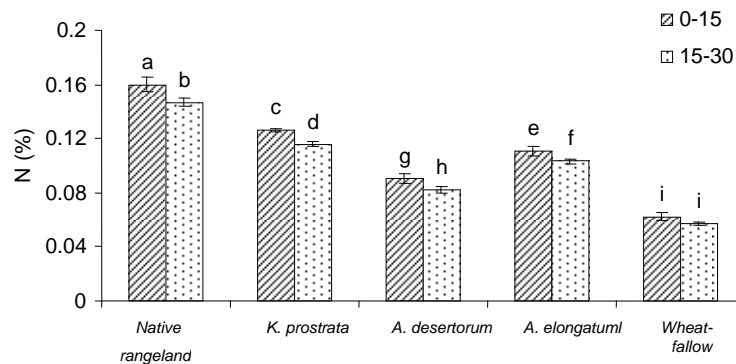 0.2
0-15
15-30
0.16
0.12
0.08
0.04
0
N (%)
a
b
c
d
g
h
e
f
i
i
Native rangeland
K. prostrata
A. desertorum
A. elongatuml
Wheat-
fallow